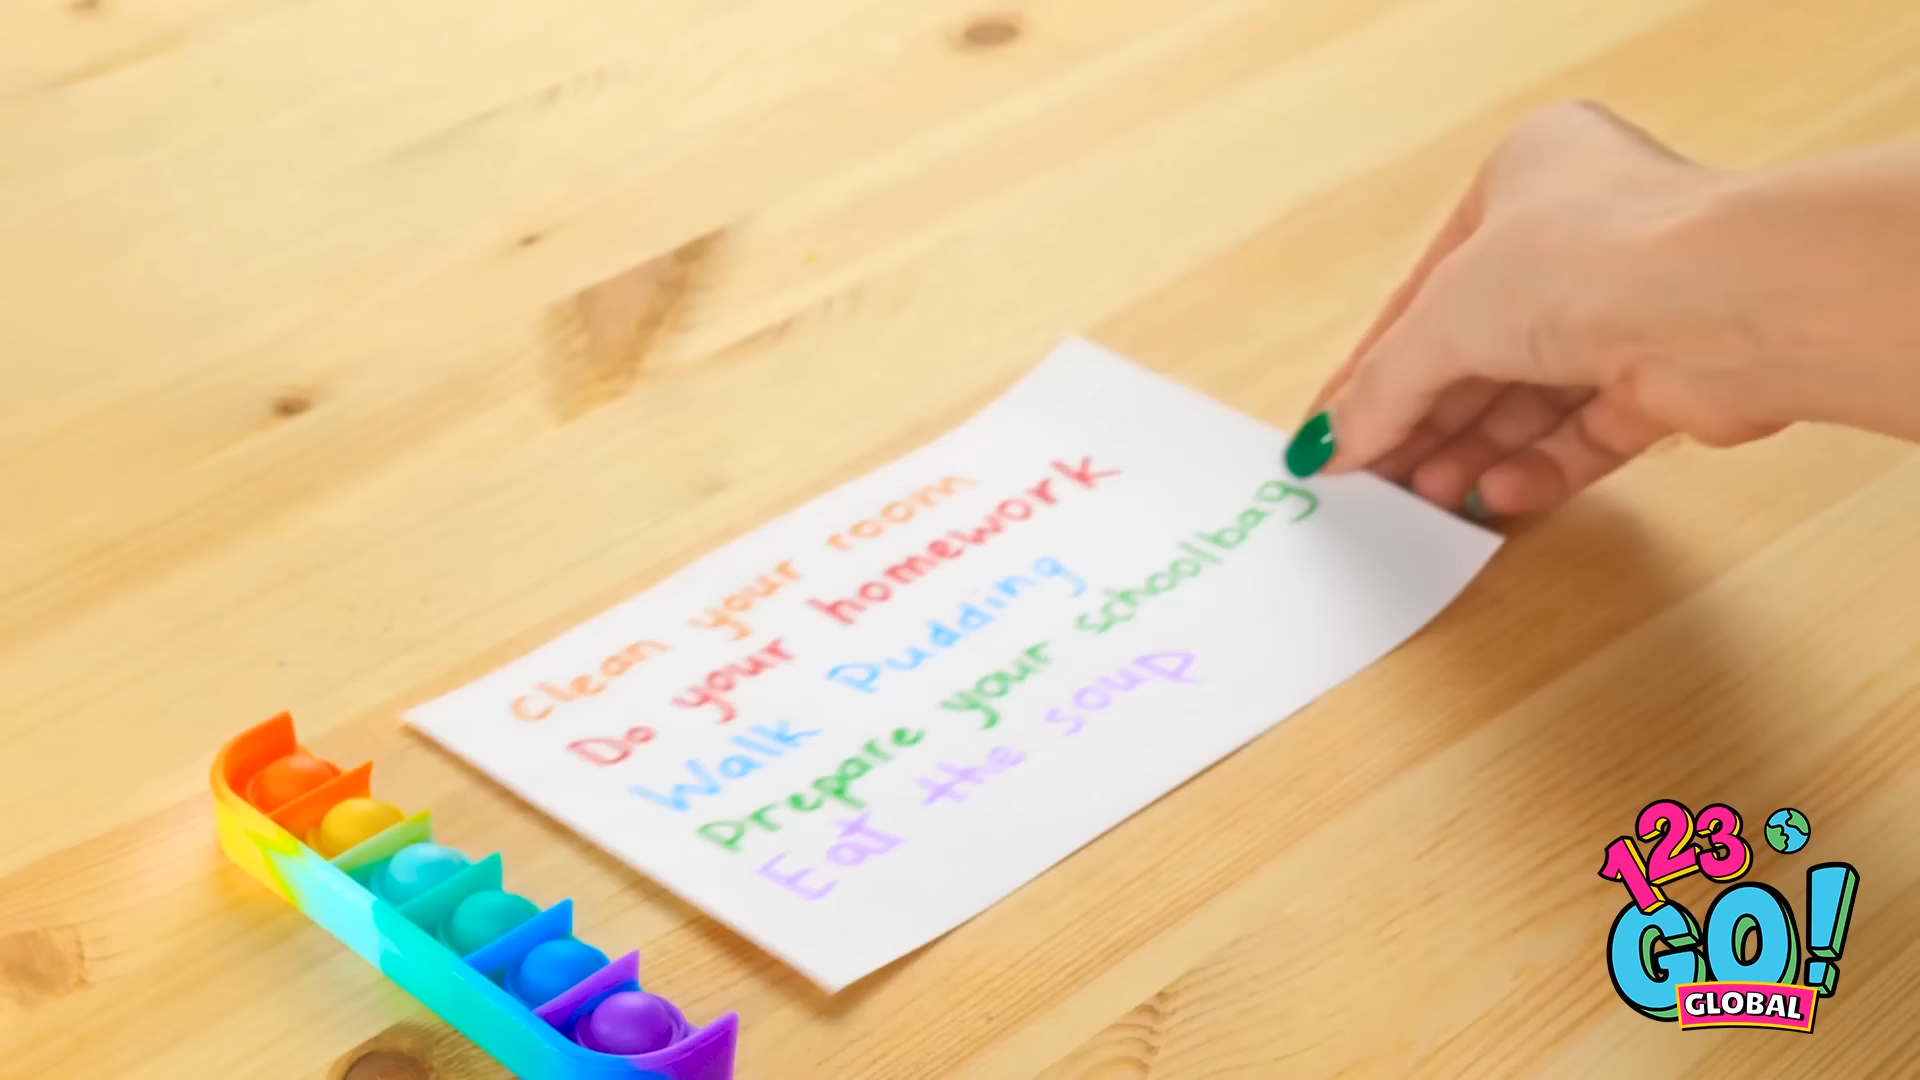 Clean your room
Do your homework
Walk Pudding
Prepare your schoolbag
Eat the soup
123
GO!
GLOBAL